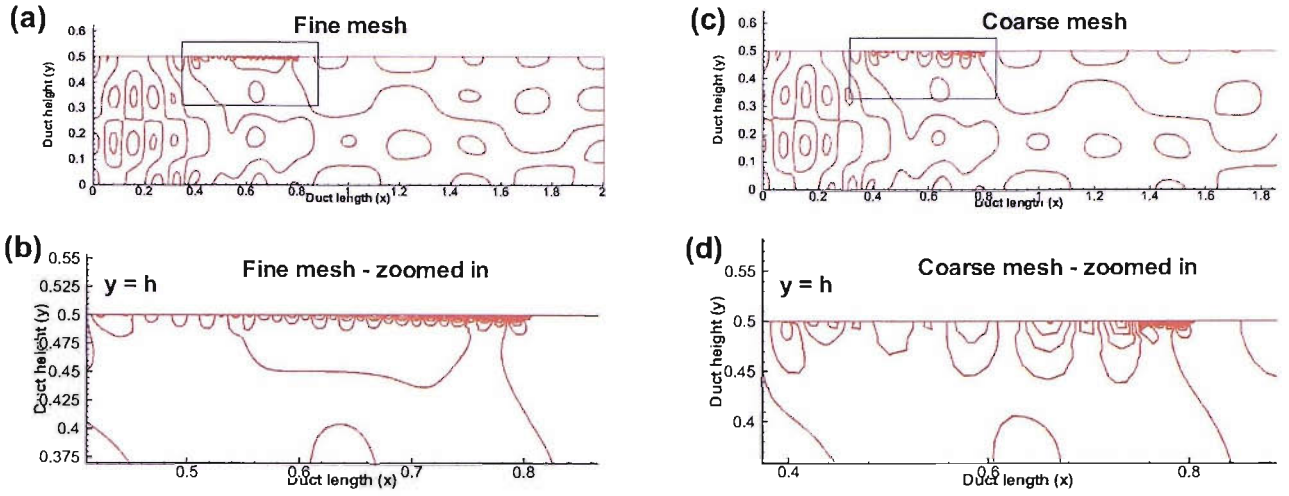 (a)
Fine mesh
0.6
0.5
0.4
0.3
0.2
0.1
0
Duct height (y)
0 0.2 0.4 0.6 0.8 1 1.2 1.4 1.6 1.8 2
Duct length (x)
(c)
Coarse mesh
0.6
0.5
0.4
0.3
0.2
0.1
0
Duct height (y)
0 0.2 0.4 0.6 0.8 1 1.2 1.4 1.6 1.8
Duct length (x)
(b)
Fine mesh - zoomed in
y = h
0.55
0.525
0.5
0.475
0.45
0.425
0.4
0.375
Duct height (y)
0.5 0.6 0.7 0.8
Duct length (x)
(d)
Coarse mesh - zoomed in
y = h
0.55
0.5
0.45
0.4
Duct height (y)
0.4 0.6 0.8
Duct length (x)